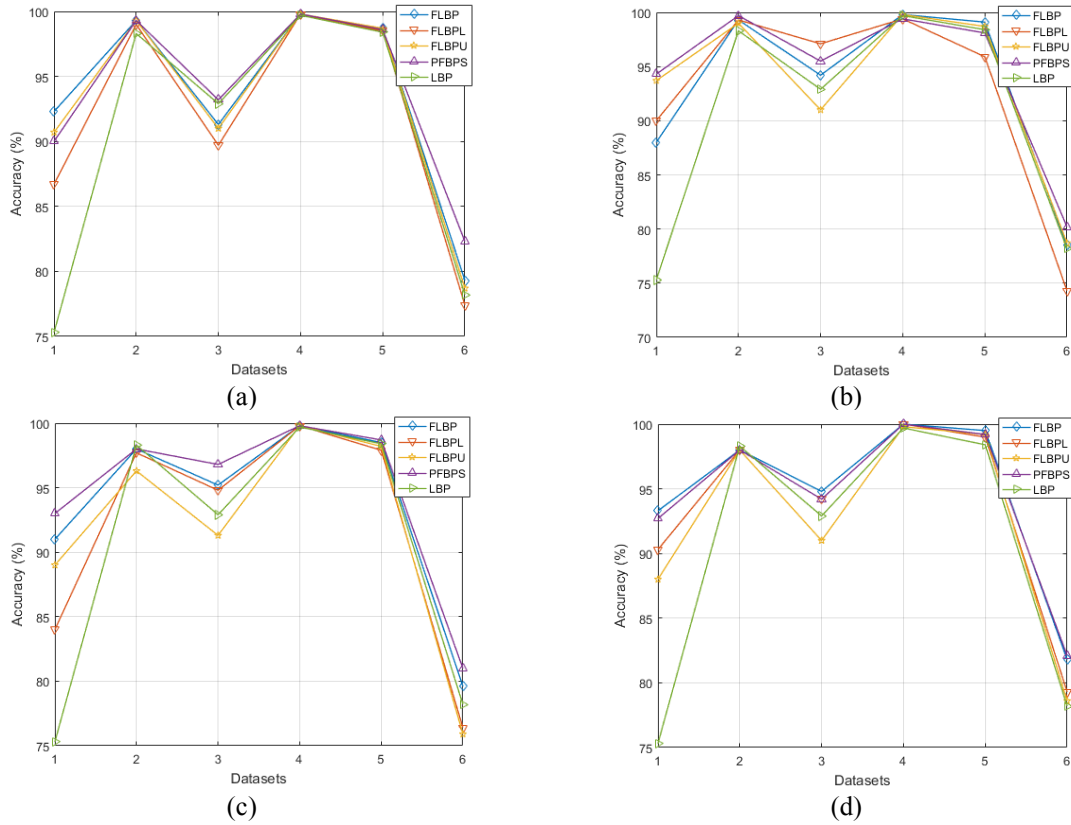 100
95
90
85
80
75
Accuracy (%)
1 2 3 4 5 6
Datasets
FLBP
FLBPL
FLBPU
PFBPS
LBP
(a)
100
95
90
85
80
75
70
Accuracy (%)
1 2 3 4 5 6
Datasets
FLBP
FLBPL
FLBPU
PFBPS
LBP
(b)
100
95
90
85
80
75
Accuracy (%)
1 2 3 4 5 6
Datasets
FLBP
FLBPL
FLBPU
PFBPS
LBP
(c)
100
95
90
85
80
75
Accuracy (%)
1 2 3 4 5 6
Datasets
FLBP
FLBPL
FLBPU
PFBPS
LBP
(d)